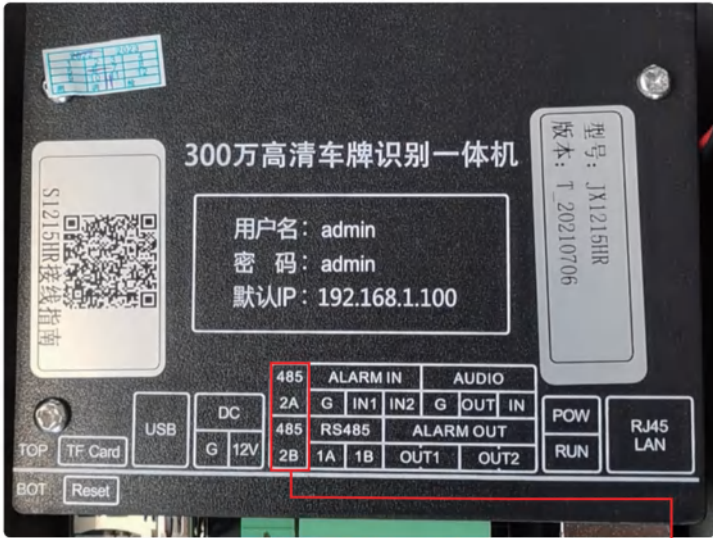 2023
300万高清车牌识别一体机
用户名：admin
密 码：admin
默认IP：192.168.1.100
S1215HR接线指南
型号：JX1215HR
版本：T_20210706
485 ALARM IN AUDIO
2A G IN1 IN2 G OUT IN
485 RS485 ALARM OUT
2B 1A 1B OUT1 OUT2
USB
DC
G 12V
POW
RUN
RJ45
LAN
TOP TF Card
BOT Reset